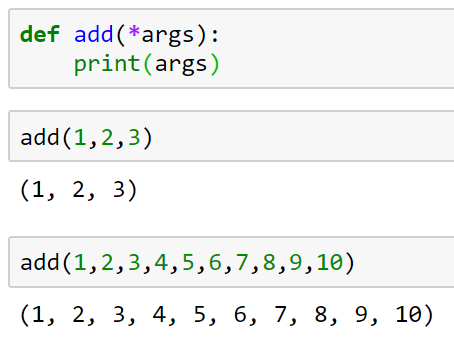 def add(*args):
    print(args)
add(1,2,3)
(1, 2, 3)
add(1,2,3,4,5,6,7,8,9,10)
(1, 2, 3, 4, 5, 6, 7, 8, 9, 10)